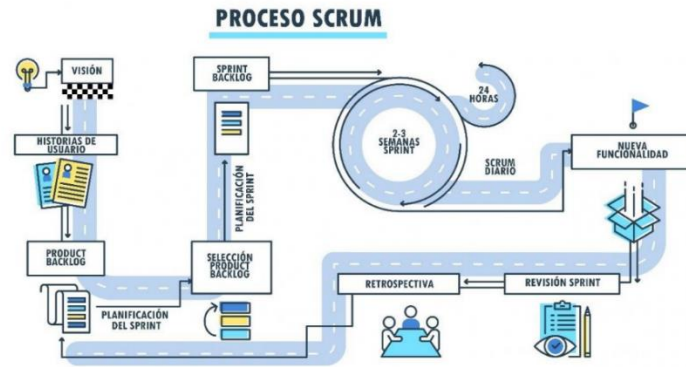 PROCESO SCRUM
VISIÓN
HISTORIAS DE
USUARIO
PRODUCT
BACKLOG
PLANIFICACIÓN
DEL SPRINT
SELECCIÓN
PRODUCT
BACKLOG
PLANIFICACIÓN
DEL SPRINT
SPRINT
BACKLOG
2-3
SEMANAS
SPRINT
24
HORAS
SCRUM
DIARIO
NUEVA
FUNCIONALIDAD
REVISIÓN SPRINT
RETROSPECTIVA